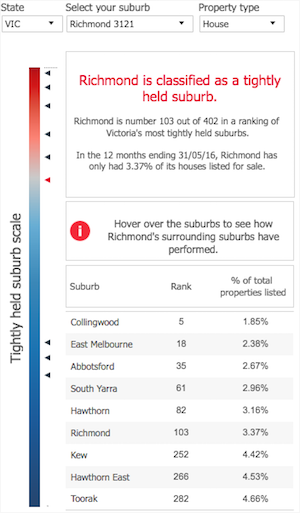 State
Select your suburb
Property type
VIC
Richmond 3121
House
Tightly held suburb scale
Richmond is classified as a tightly
held suburb.
Richmond is number 103 out of 402 in a ranking of
Victoria's most tightly held suburbs.
In the 12 months ending 31/05/16, Richmond has
only had 3.37% of its houses listed for sale.
i
Hover over the suburbs to see how
Richmond's surrounding suburbs have
performed.
Suburb Rank % of total
properties listed
Collingwood 5 1.85%
East Melbourne 18 2.38%
Abbotsford 35 2.67%
South Yarra 61 2.96%
Hawthorn 82 3.16%
Richmond 103 3.37%
Kew 252 4.42%
Hawthorn East 266 4.53%
Toorak 282 4.66%